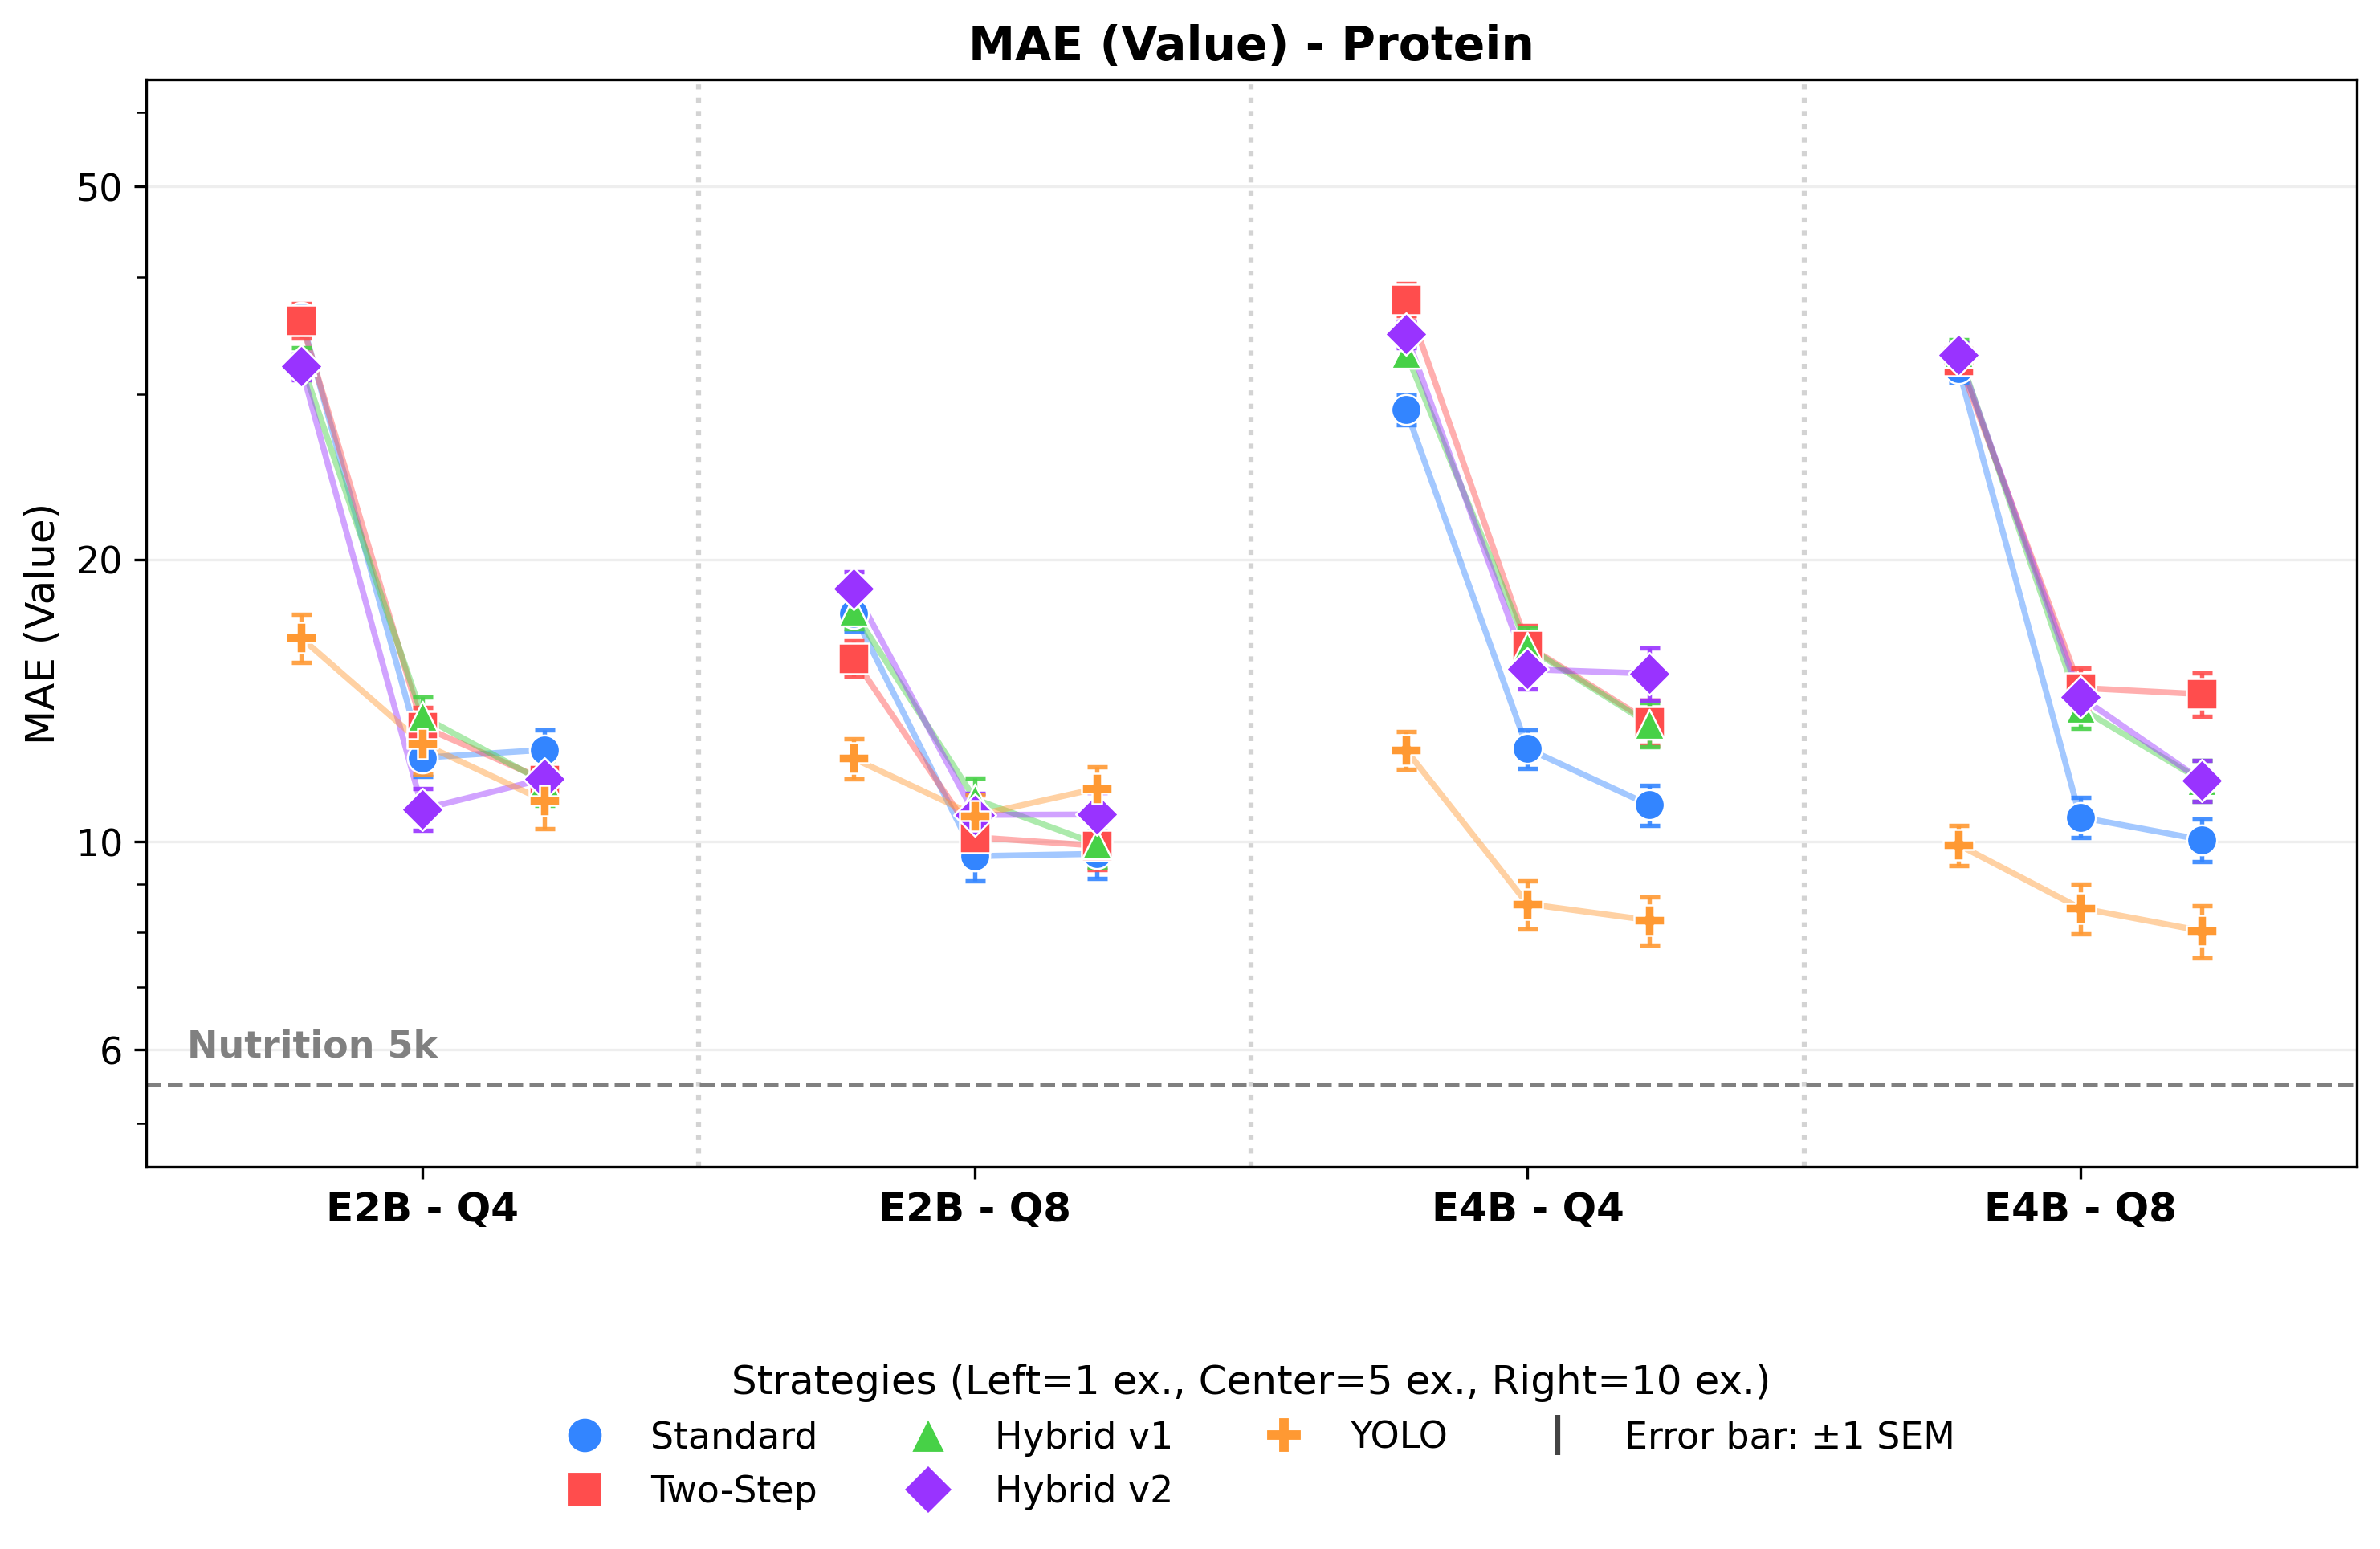 MAE (Value) - Protein
MAE (Value)
50
20
10
6
Nutrition 5k
E2B - Q4
E2B - Q8
E4B - Q4
E4B - Q8
Strategies (Left=1 ex., Center=5 ex., Right=10 ex.)
Standard
Two-Step
Hybrid v1
Hybrid v2
YOLO
Error bar: ±1 SEM